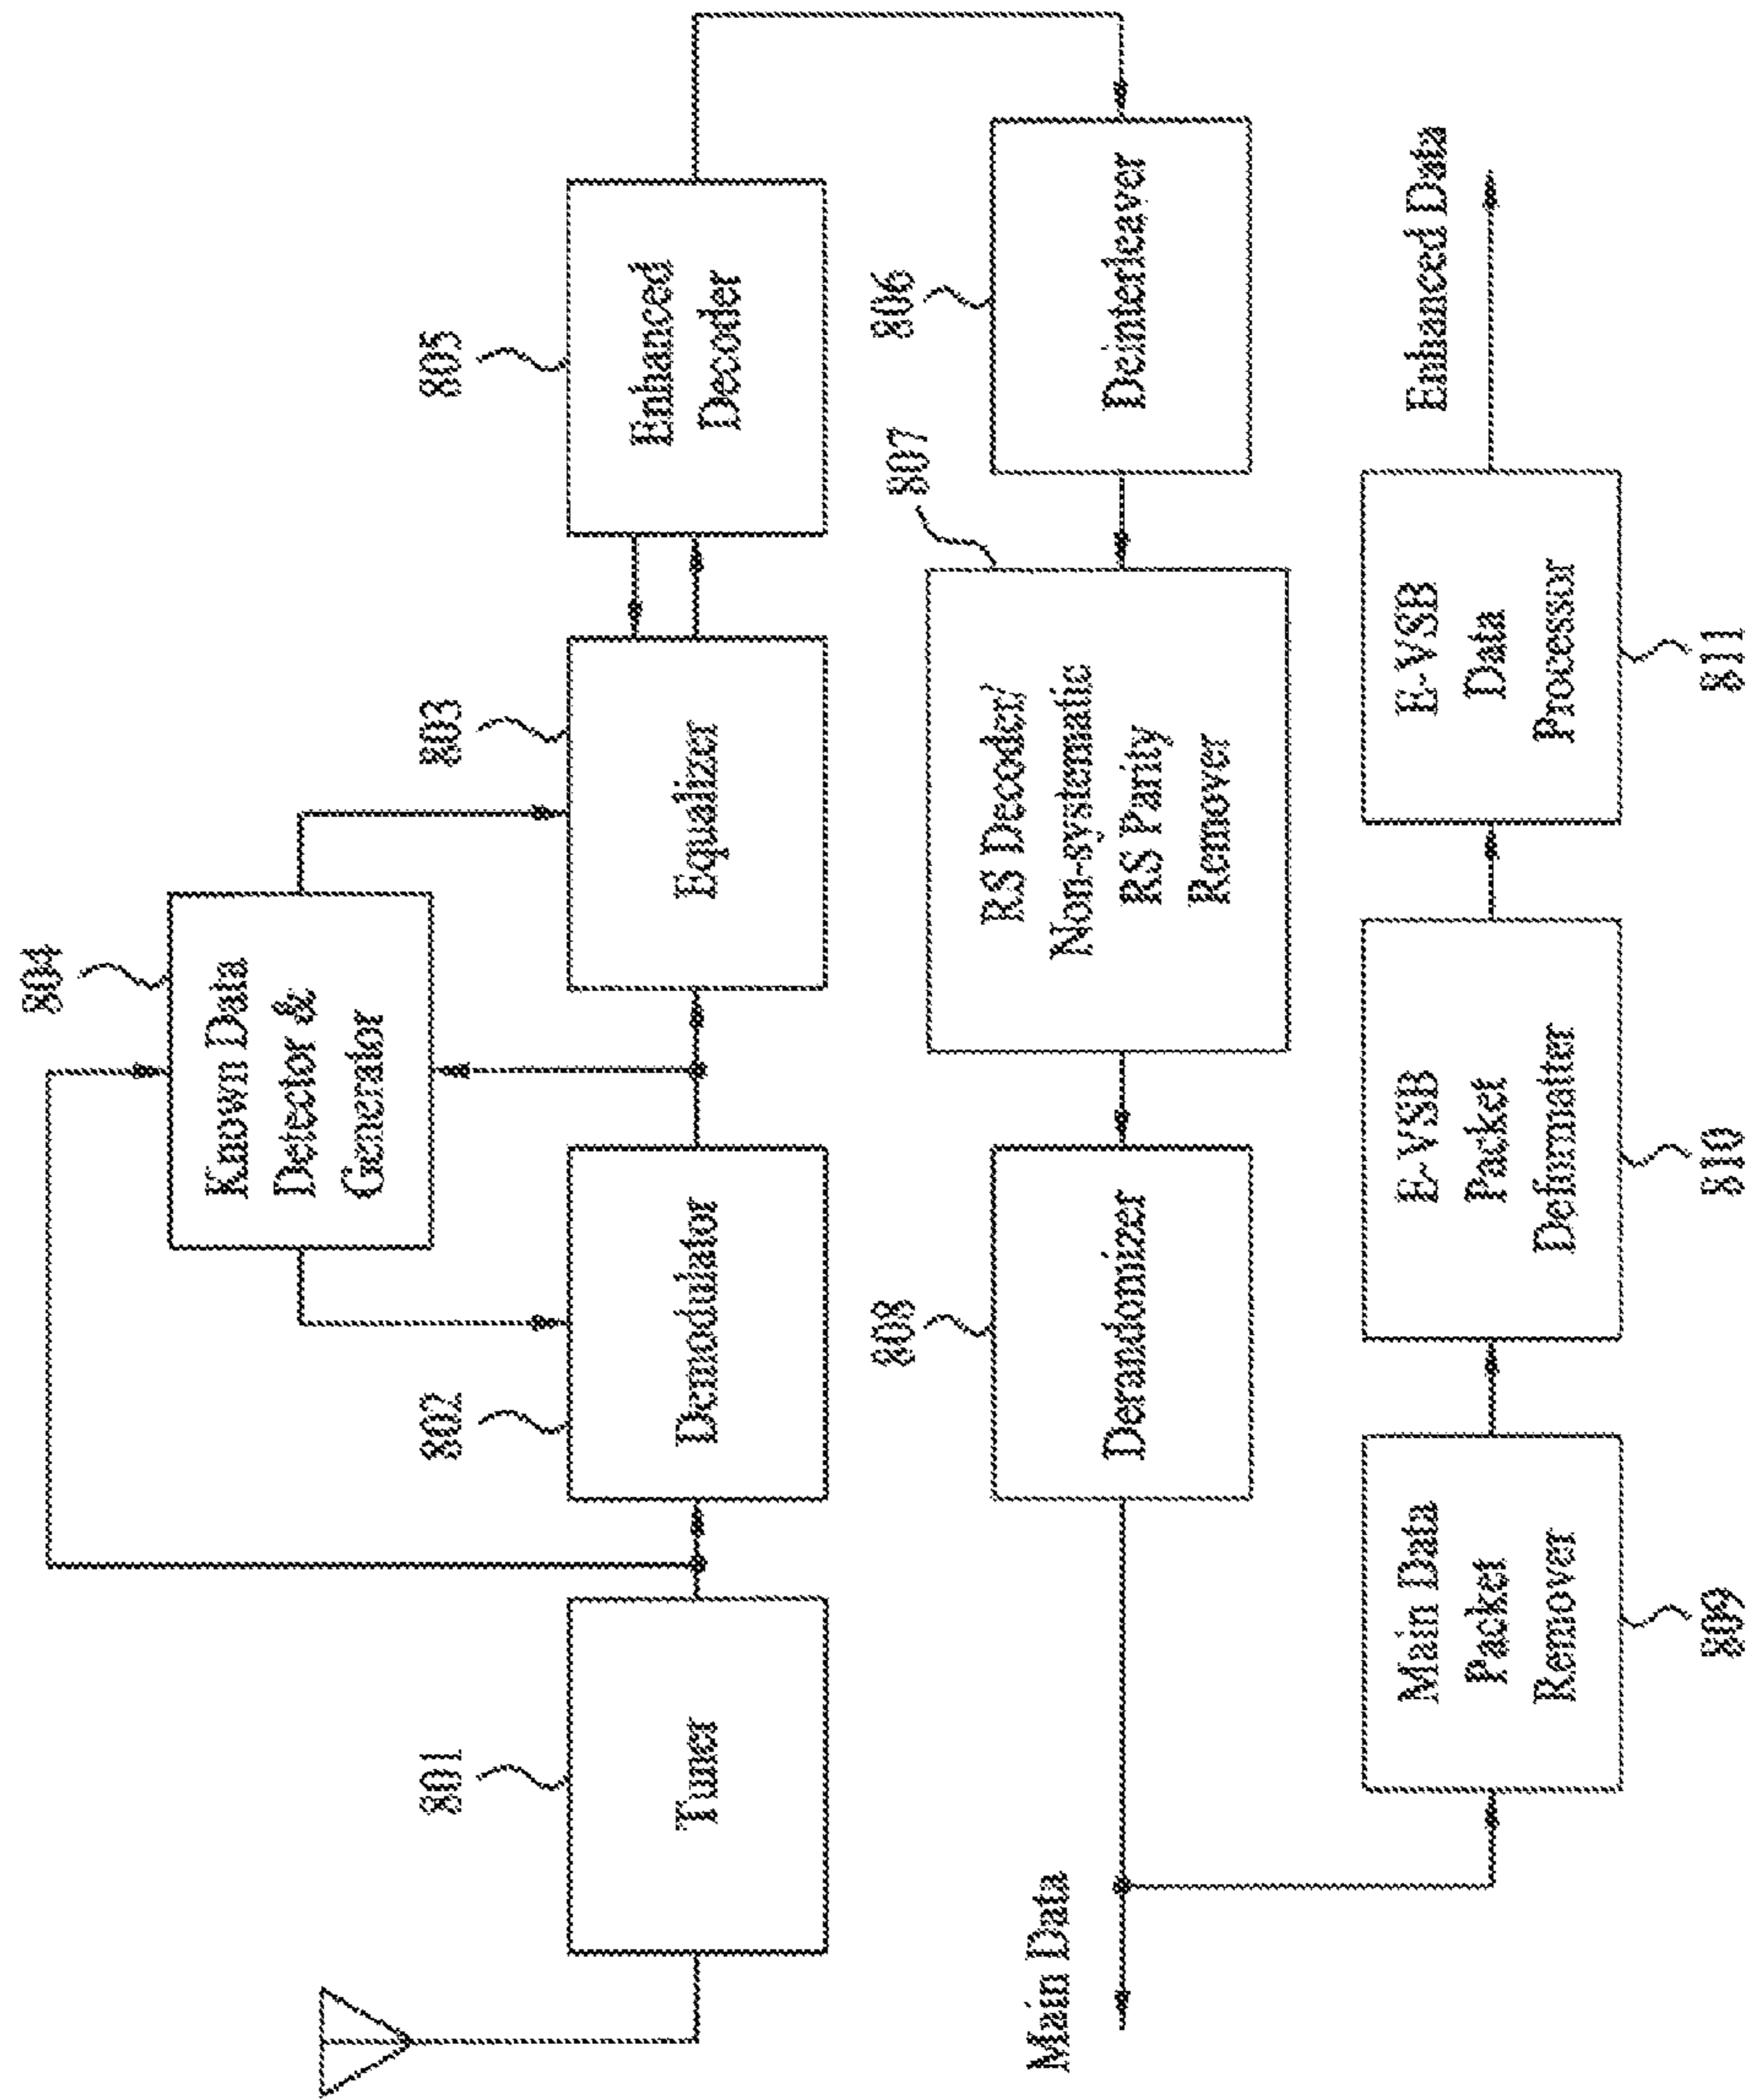 804
Known Data
Detector &
Generator
801
802
803
805
Tuner
Demodulator
Equalizer
Enhanced
Decoder
808
807
806
Main Data
Derandomizer
RS Decoder/
Non-systematic
RS Parity
Remover
Deinterleaver
Main Data
Packet
Remover
E-VSB
Packet
Defrmatter
E-VSB
Data
Processor
Enhanced Data
809
810
811